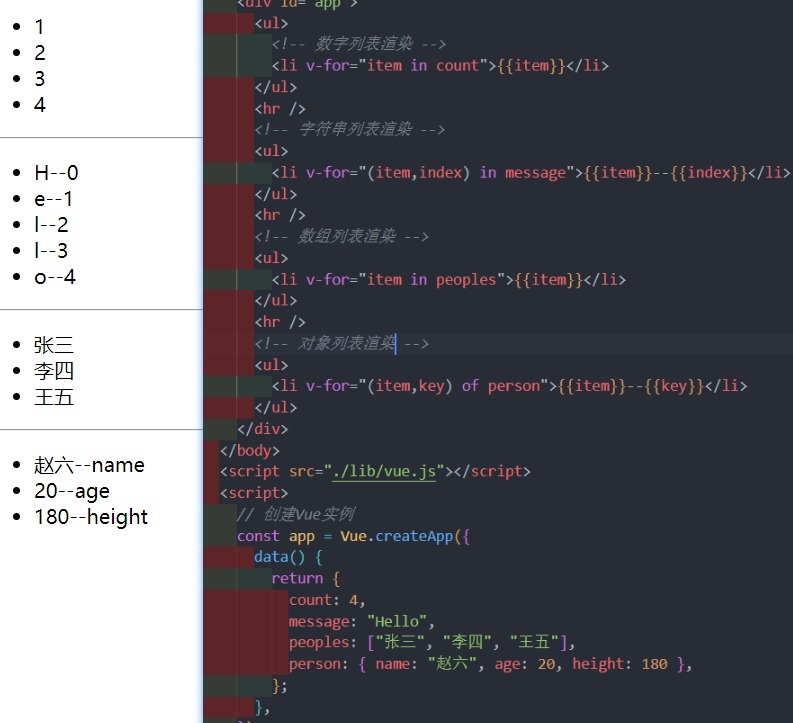 1
2
3
4
H--0
e--1
l--2
l--3
o--4
张三
李四
王五
赵六--name
20--age
180--height
<div id="app">
<ul>
<!-- 数字列表渲染 -->
<li v-for="item in count">{{item}}</li>
</ul>
<hr />
<!-- 字符串列表渲染 -->
<ul>
<li v-for="(item,index) in message">{{item}}--{{index}}</li>
</ul>
<hr />
<!-- 数组列表渲染 -->
<ul>
<li v-for="item in peoples">{{item}}</li>
</ul>
<hr />
<!-- 对象列表渲染 -->
<ul>
<li v-for="(item,key) of person">{{item}}--{{key}}</li>
</ul>
</div>
</body>
<script src="./lib/vue.js"></script>
<script>
// 创建Vue实例
const app = Vue.createApp({
data() {
return {
count: 4,
message: "Hello",
peoples: ["张三", "李四", "王五"],
person: { name: "赵六", age: 20, height: 180 },
};
},